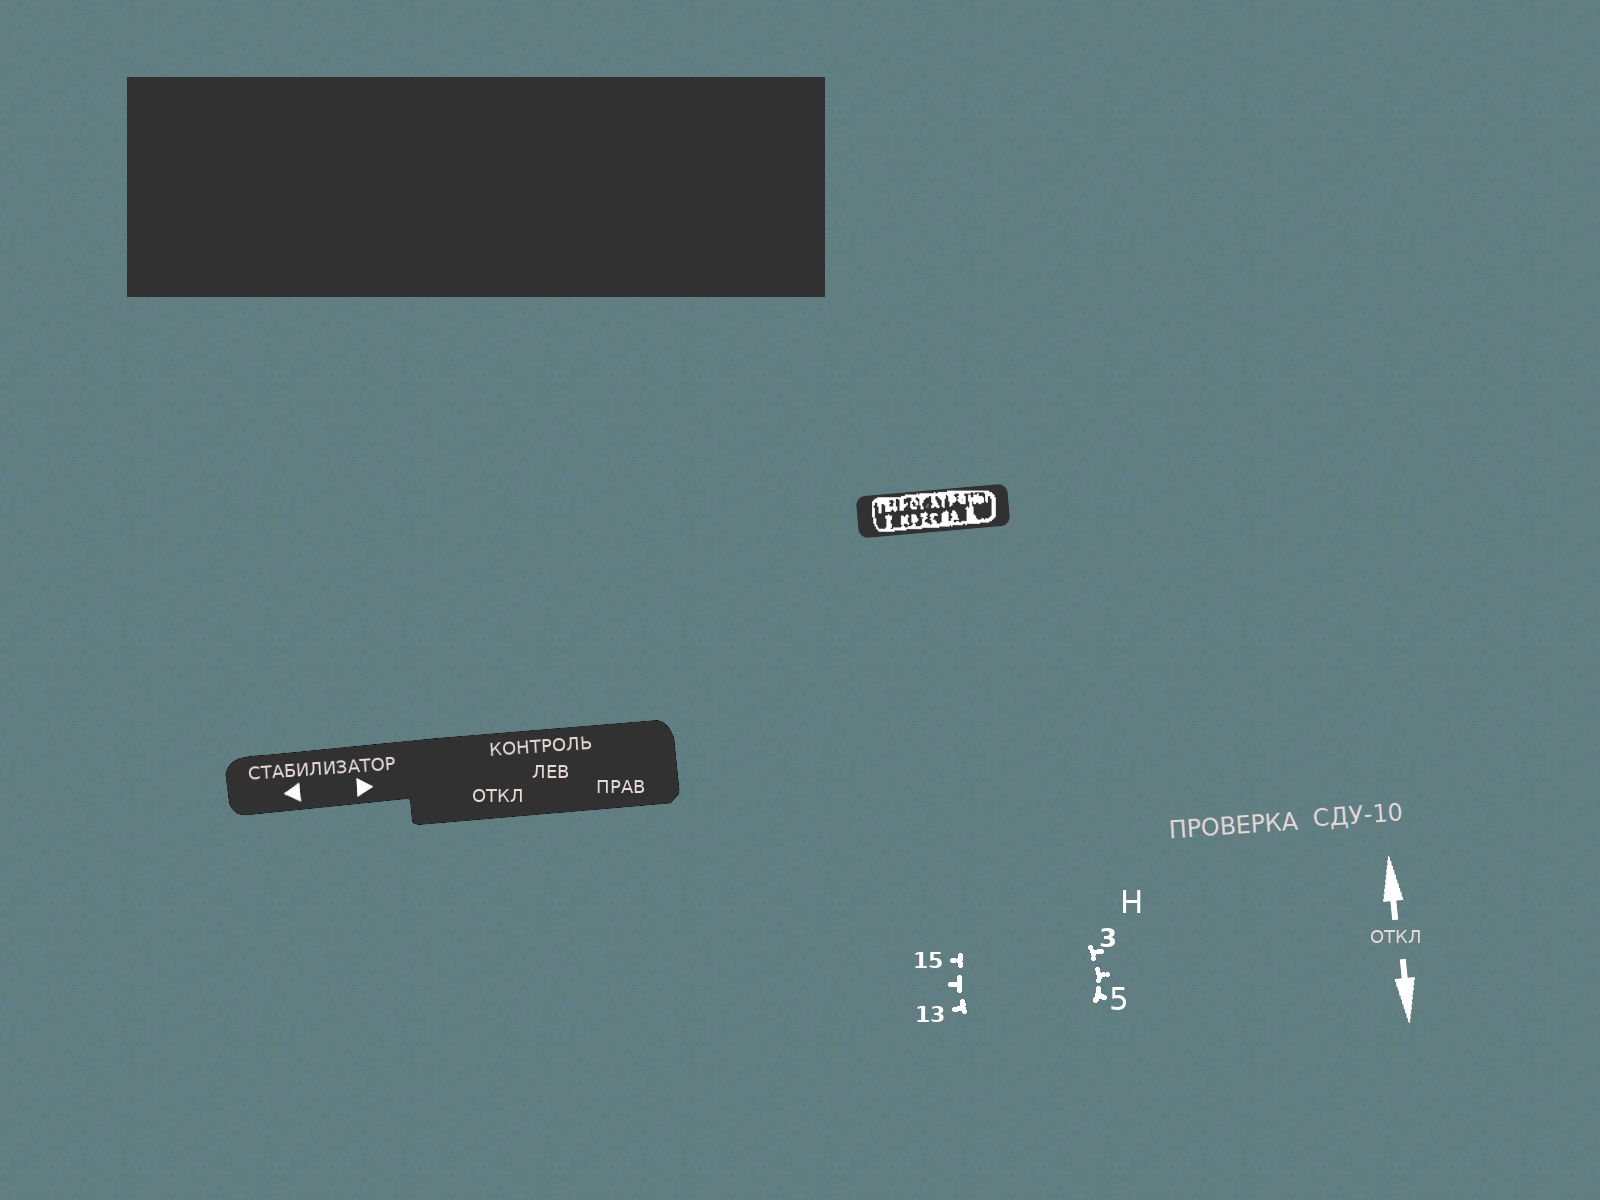 СТАБИЛИЗАТОР
КОНТРОЛЬ
ЛЕВ
ОТКЛ
ПРАВ
ПРОВЕРКА СДУ-10
Н
3
15
5
13
ОТКЛ